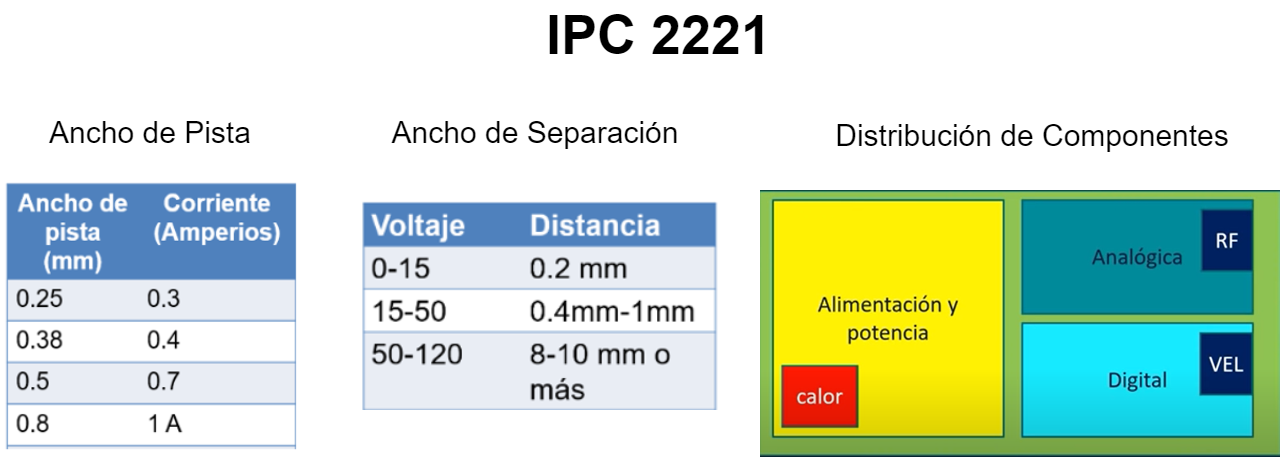 IPC 2221
Ancho de Pista
Ancho de
pista
(mm)
Corriente
(Amperios)
0.25 0.3
0.38 0.4
0.5 0.7
0.8 1 A
Ancho de Separación
Voltaje Distancia
0-15 0.2 mm
15-50 0.4mm-1mm
50-120 8-10 mm o
más
Distribución de Componentes
Alimentación y
potencia
calor
Analógica
RF
Digital
VEL